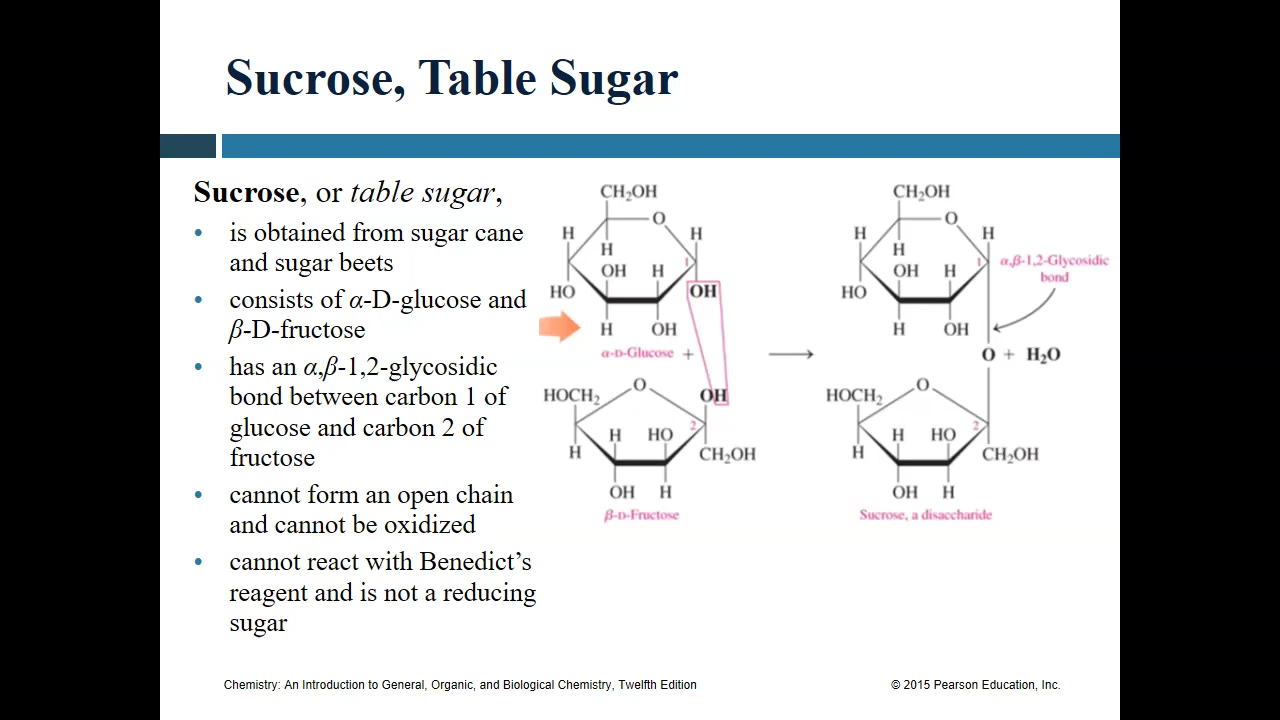 Sucrose, Table Sugar
Sucrose, or table sugar,
• is obtained from sugar cane
and sugar beets
• consists of α-D-glucose and
β-D-fructose
• has an α,β-1,2-glycosidic
bond between carbon 1 of
glucose and carbon 2 of
fructose
• cannot form an open chain
and cannot be oxidized
• cannot react with Benedict’s
reagent and is not a reducing
sugar
CH₂OH
O
H H
H
OH H 1
HO OH
H OH
α-D-Glucose +
HOCH₂ O OH
H HO 2
H CH₂OH
OH H
β-D-Fructose
CH₂OH
O
H H
H
OH H 1
HO
H OH
α,β-1,2-Glycosidic
bond
O + H₂O
HOCH₂ O
H HO 2
H CH₂OH
OH H
Sucrose, a disaccharide
Chemistry: An Introduction to General, Organic, and Biological Chemistry, Twelfth Edition
© 2015 Pearson Education, Inc.